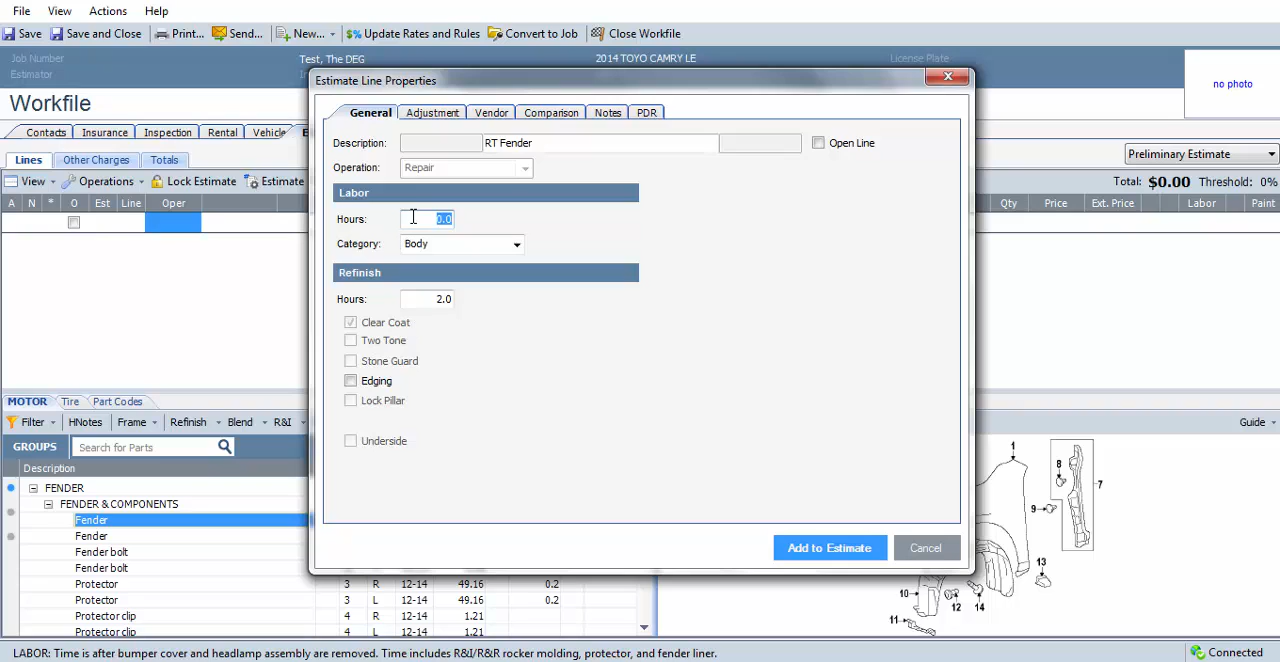 File View Actions Help
Save Save and Close Print... Send... New... $% Update Rates and Rules Convert to Job Close Workfile
Job Number Test, The DEG 2014 TOYO CAMRY LE License Plate
Estimator
no photo
Workfile
Contacts Insurance Inspection Rental Vehicle
Lines Other Charges Totals
Preliminary Estimate
View Operations Lock Estimate Estimate
Total: $0.00 Threshold: 0%
A N * O Est Line Oper Qty Price Ext. Price Labor Paint
Estimate Line Properties
General Adjustment Vendor Comparison Notes PDR
Description: RT Fender Open Line
Operation: Repair
Labor
Hours: 0.0
Category: Body
Refinish
Hours: 2.0
Clear Coat
Two Tone
Stone Guard
Edging
Lock Pillar
Underside
Add to Estimate Cancel
MOTOR Tire Part Codes
Filter HNotes Frame Refinish Blend R&I Guide
GROUPS Search for Parts
Description
FENDER
FENDER & COMPONENTS
Fender
Fender
Fender bolt
Fender bolt
Protector 3 R 12-14 49.16 0.2
Protector 3 L 12-14 49.16 0.2
Protector clip 4 R 12-14 1.21
Protector clip 4 L 12-14 1.21
1
8
7
9
13
10
12 14
11
LABOR: Time is after bumper cover and headlamp assembly are removed. Time includes R&I/R&R rocker molding, protector, and fender liner.
Connected